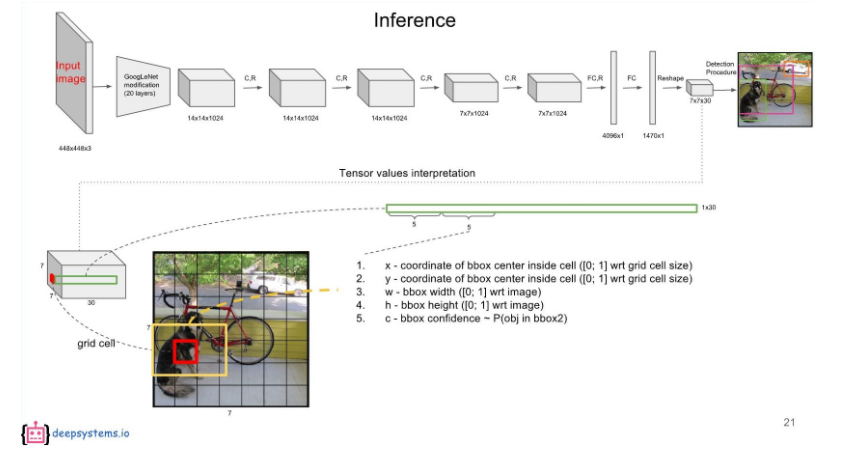 Inference
Input
image
GoogLeNet
modification
(20 layers)
C,R
C,R
C,R
C,R
FC,R
FC
Reshape
Detection
Procedure
448x448x3
14x14x1024
14x14x1024
14x14x1024
7x7x1024
7x7x1024
4096x1
1470x1
7x7x30
Tensor values interpretation
1x30
5
5
7
7
30
grid cell
7
7
1. x - coordinate of bbox center inside cell ([0; 1] wrt grid cell size)
2. y - coordinate of bbox center inside cell ([0; 1] wrt grid cell size)
3. w - bbox width ([0; 1] wrt image)
4. h - bbox height ([0; 1] wrt image)
5. c - bbox confidence ~ P(obj in bbox2)
21
deepsystems.io